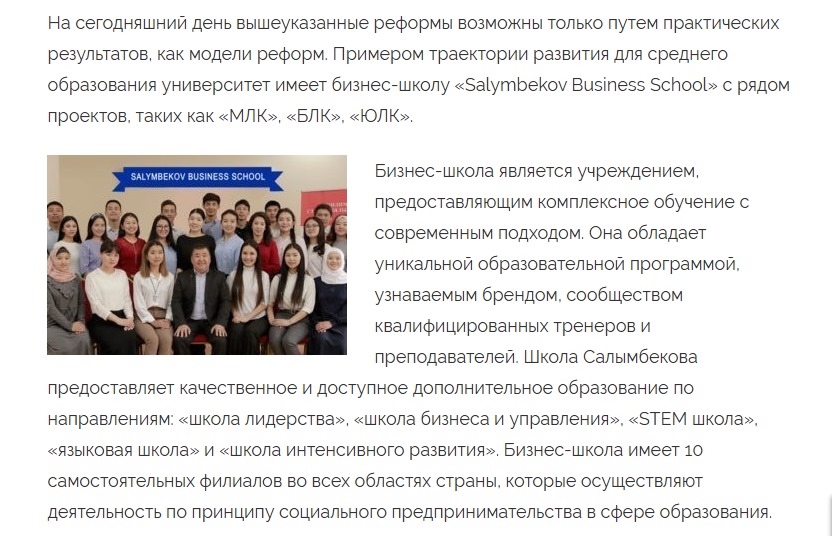 На сегодняшний день вышеуказанные реформы возможны только путем практических
результатов, как модели реформ. Примером траектории развития для среднего
образования университет имеет бизнес-школу «Salymbekov Business School» с рядом
проектов, таких как «МЛК», «БЛК», «ЮЛК».
SALYMBEKOV BUSINESS SCHOOL
Бизнес-школа является учреждением,
предоставляющим комплексное обучение с
современным подходом. Она обладает
уникальной образовательной программой,
узнаваемым брендом, сообществом
квалифицированных тренеров и
преподавателей. Школа Салымбекова
предоставляет качественное и доступное дополнительное образование по
направлениям: «школа лидерства», «школа бизнеса и управления», «STEM школа»,
«языковая школа» и «школа интенсивного развития». Бизнес-школа имеет 10
самостоятельных филиалов во всех областях страны, которые осуществляют
деятельность по принципу социального предпринимательства в сфере образования.